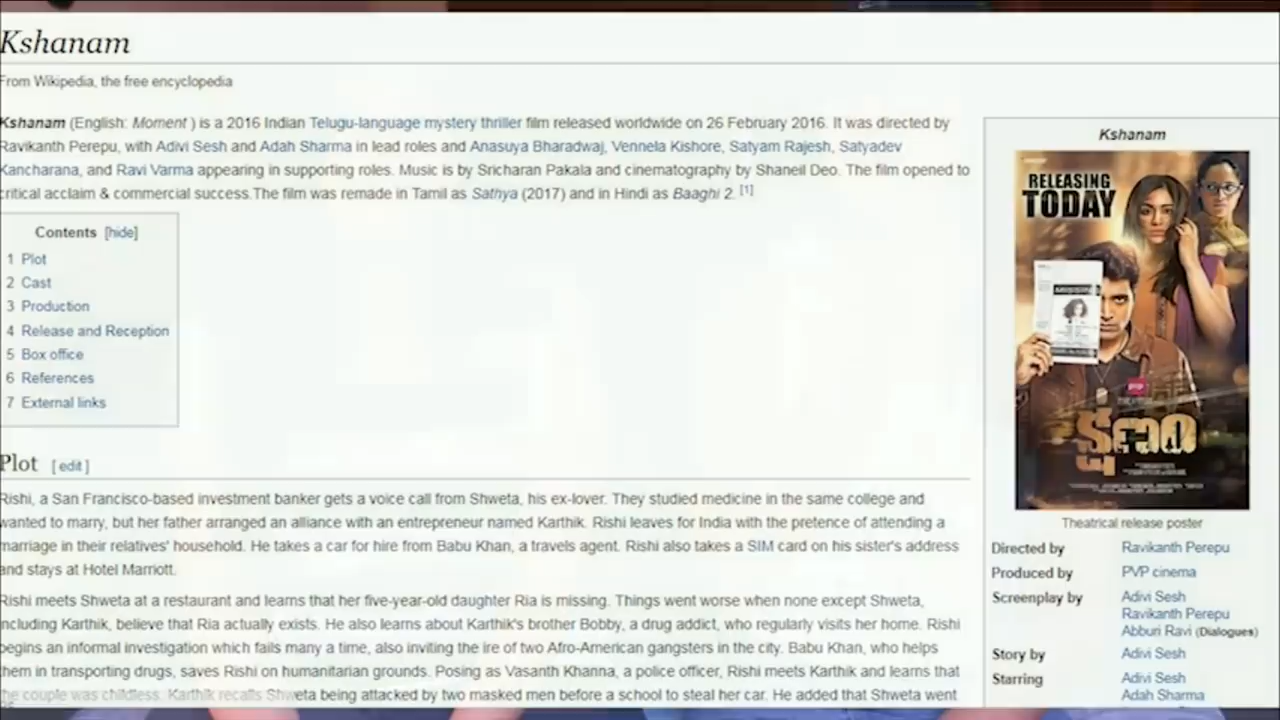 Kshanam
From Wikipedia, the free encyclopedia
Kshanam (English: Moment ) is a 2016 Indian Telugu-language mystery thriller film released worldwide on 26 February 2016. It was directed by
Ravikanth Perepu, with Adivi Sesh and Adah Sharma in lead roles and Anasuya Bharadwaj, Vennela Kishore, Satyam Rajesh, Satyadev
Kancharana, and Ravi Varma appearing in supporting roles. Music is by Sricharan Pakala and cinematography by Shaneil Deo. The film opened to
critical acclaim & commercial success.The film was remade in Tamil as Sathya (2017) and in Hindi as Baaghi 2. [1]
Contents [hide]
1 Plot
2 Cast
3 Production
4 Release and Reception
5 Box office
6 References
7 External links
Plot [ edit ]
Rishi, a San Francisco-based investment banker gets a voice call from Shweta, his ex-lover. They studied medicine in the same college and
wanted to marry, but her father arranged an alliance with an entrepreneur named Karthik. Rishi leaves for India with the pretence of attending a
marriage in their relatives' household. He takes a car for hire from Babu Khan, a travels agent. Rishi also takes a SIM card on his sister's address
and stays at Hotel Marriott.
Rishi meets Shweta at a restaurant and learns that her five-year-old daughter Ria is missing. Things went worse when none except Shweta,
including Karthik, believe that Ria actually exists. He also learns about Karthik's brother Bobby, a drug addict, who regularly visits her home. Rishi
begins an informal investigation which fails many a time, also inviting the ire of two Afro-American gangsters in the city. Babu Khan, who helps
them in transporting drugs, saves Rishi on humanitarian grounds. Posing as Vasanth Khanna, a police officer, Rishi meets Karthik and learns that
the couple was childless. Karthik recalls Shweta being attacked by two masked men before a school to steal her car. He added that Shweta went
Kshanam
RELEASING
TODAY
క్షణం
Theatrical release poster
Directed by Ravikanth Perepu
Produced by PVP cinema
Screenplay by Adivi Sesh
Ravikanth Perepu
Abburi Ravi (Dialogues)
Story by Adivi Sesh
Starring Adivi Sesh
Adah Sharma